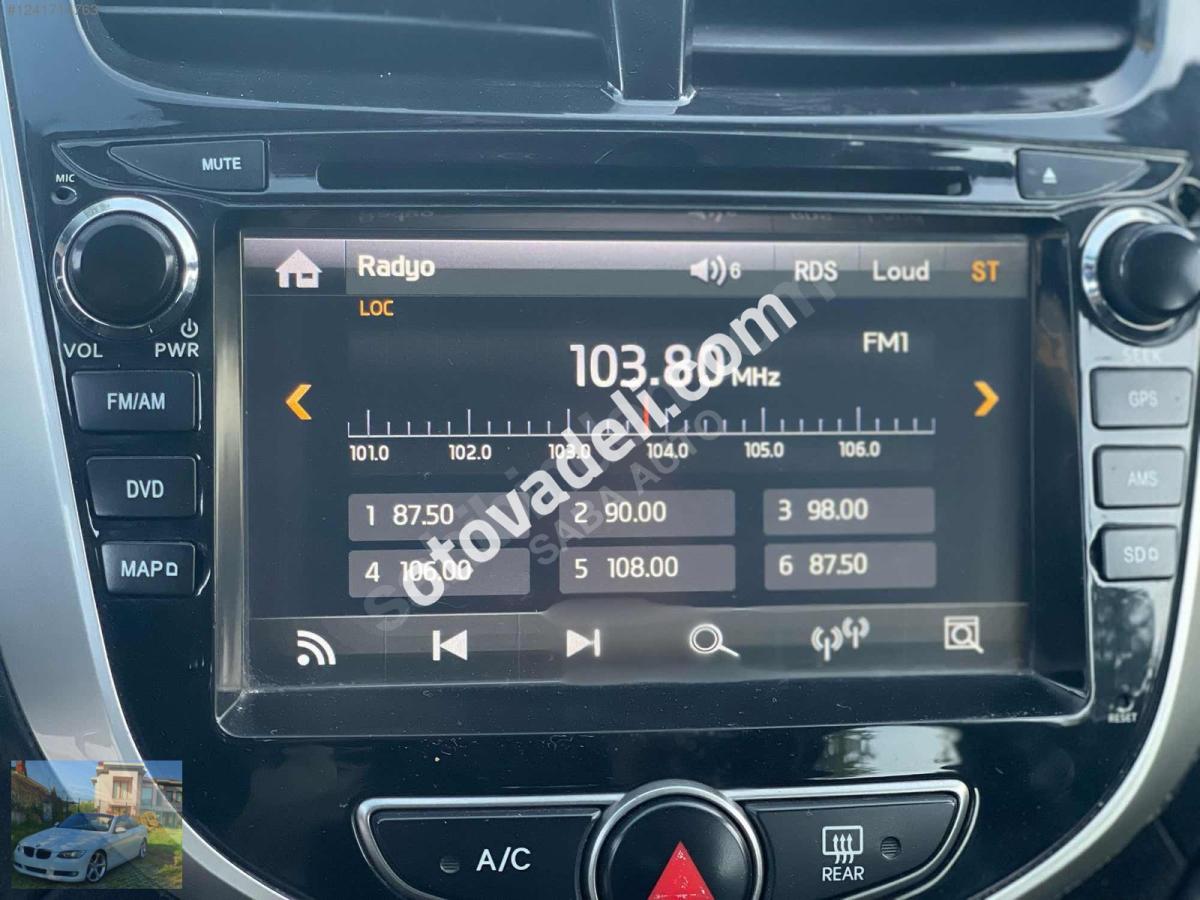 #1241714763
MUTE
MIC
Radyo
6
RDS
Loud
ST
LOC
VOL
PWR
103.80 MHz
FM1
SEEK
FM/AM
GPS
101.0 102.0 103.0 104.0 105.0 106.0
sotovadeli.com
SABA AUTO
DVD
AMS
1 87.50
2 90.00
3 98.00
MAP
SD
4 106.00
5 108.00
6 87.50
RESET
A/C
REAR